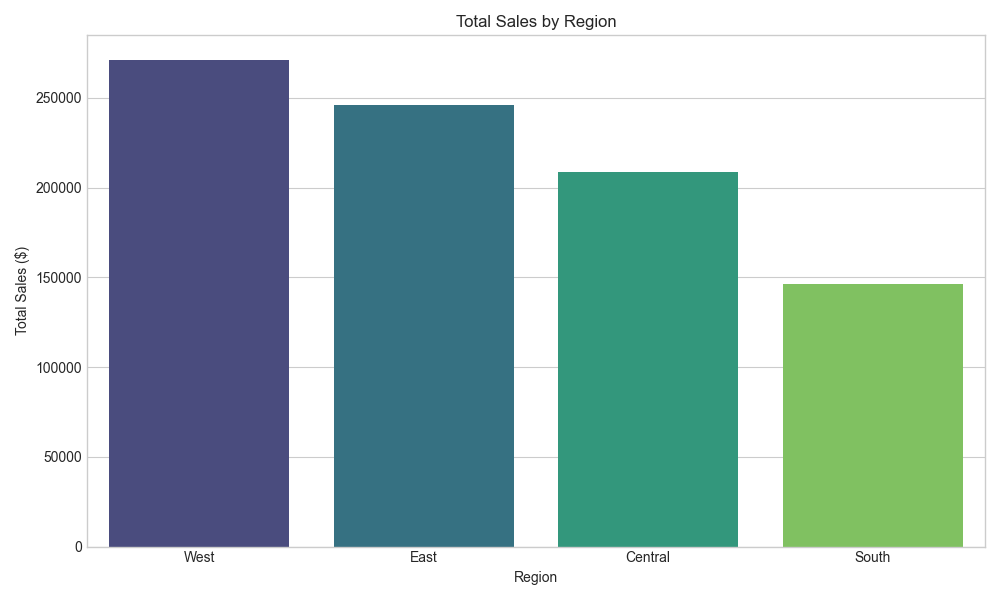 Total Sales by Region
Total Sales ($)
250000
200000
150000
100000
50000
0
West East Central South
Region